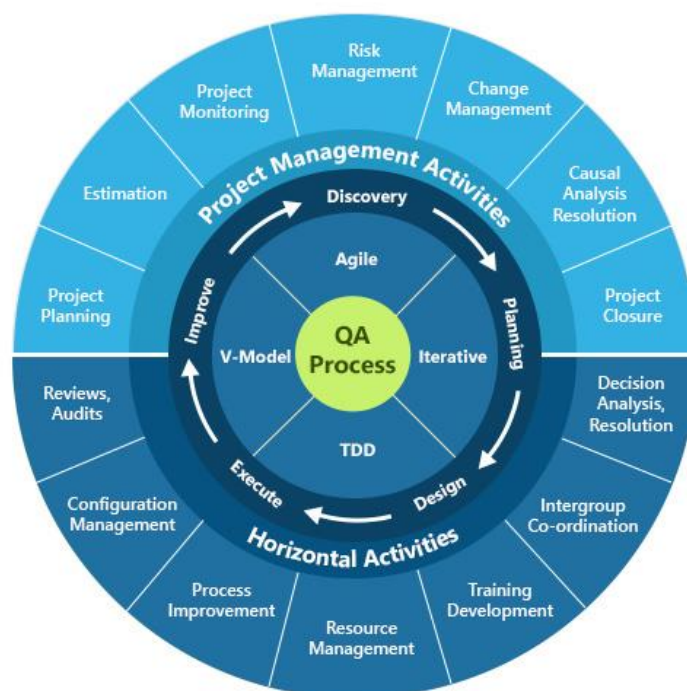 Risk
Management
Project
Monitoring
Change
Management
Estimation
Causal
Analysis
Resolution
Project
Planning
Project
Closure
Project Management Activities
Discovery
Planning
Design
Execute
Improve
Agile
V-Model
QA
Process
Iterative
TDD
Horizontal Activities
Reviews,
Audits
Decision
Analysis,
Resolution
Configuration
Management
Intergroup
Co-ordination
Process
Improvement
Training
Development
Resource
Management